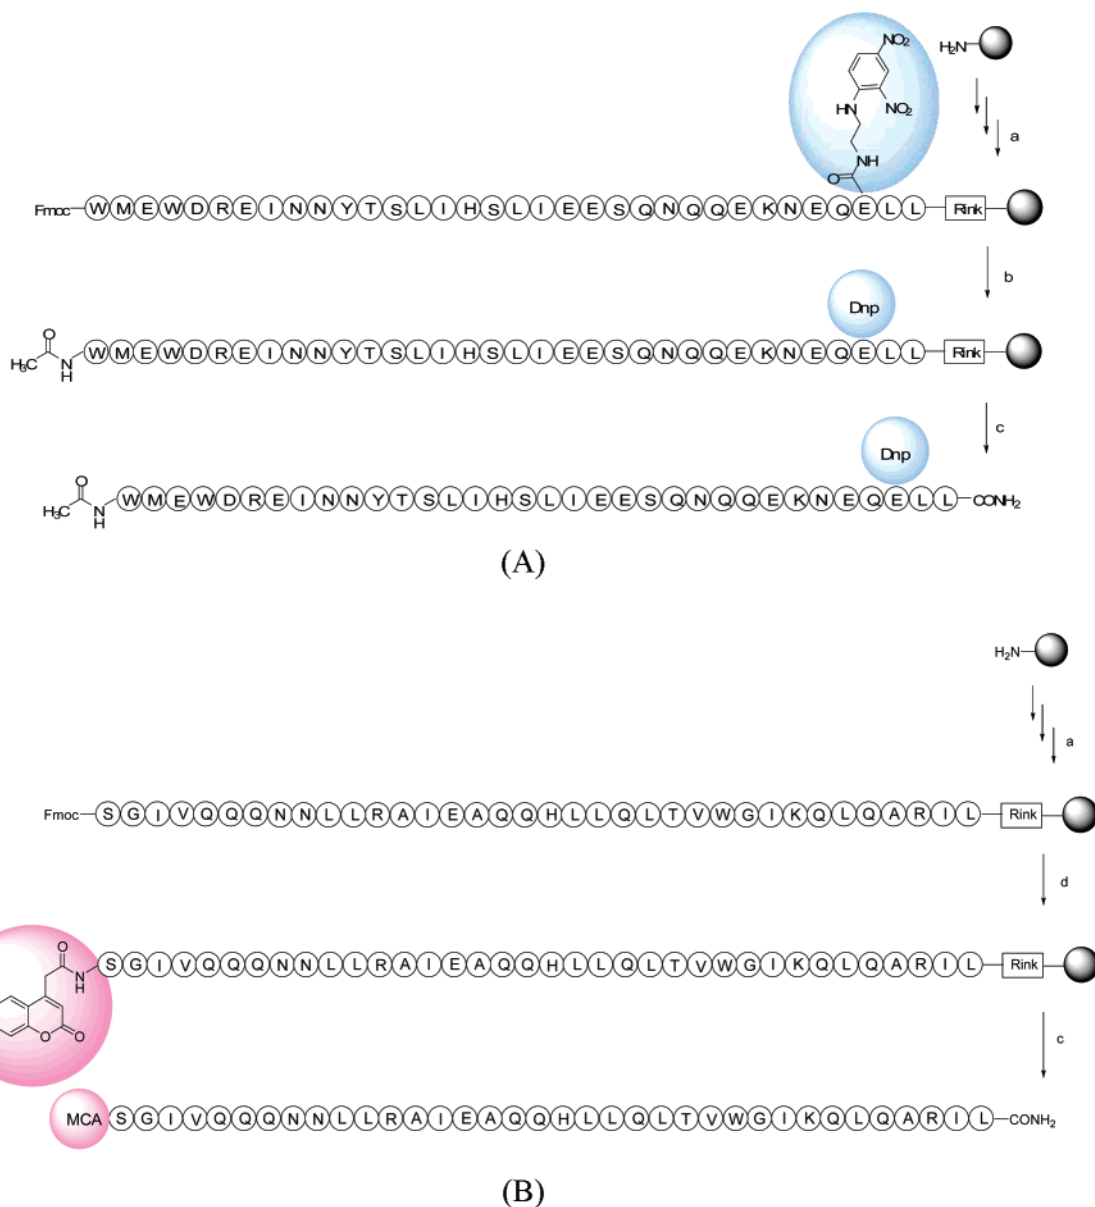 NO₂
H₂N
HN
NO₂
a
NH
O
Fmoc WMEWDREINNYTSLIHSLIEESQNQQEKNEQELL Rink
b
Dnp
O
H₃C N WMEWDREINNYTSLIHSLIEESQNQQEKNEQELL Rink
H
c
Dnp
O
H₃C N WMEWDREINNYTSLIHSLIEESQNQQEKNEQELL CONH₂
H
(A)
H₂N
a
Fmoc SGIVQQQNNLLRAIEAQQHLLQLTVWGIKQLQARIL Rink
d
O
N SGIVQQQNNLLRAIEAQQHLLQLTVWGIKQLQARIL Rink
H
O O
c
MCA SGIVQQQNNLLRAIEAQQHLLQLTVWGIKQLQARIL CONH₂
(B)